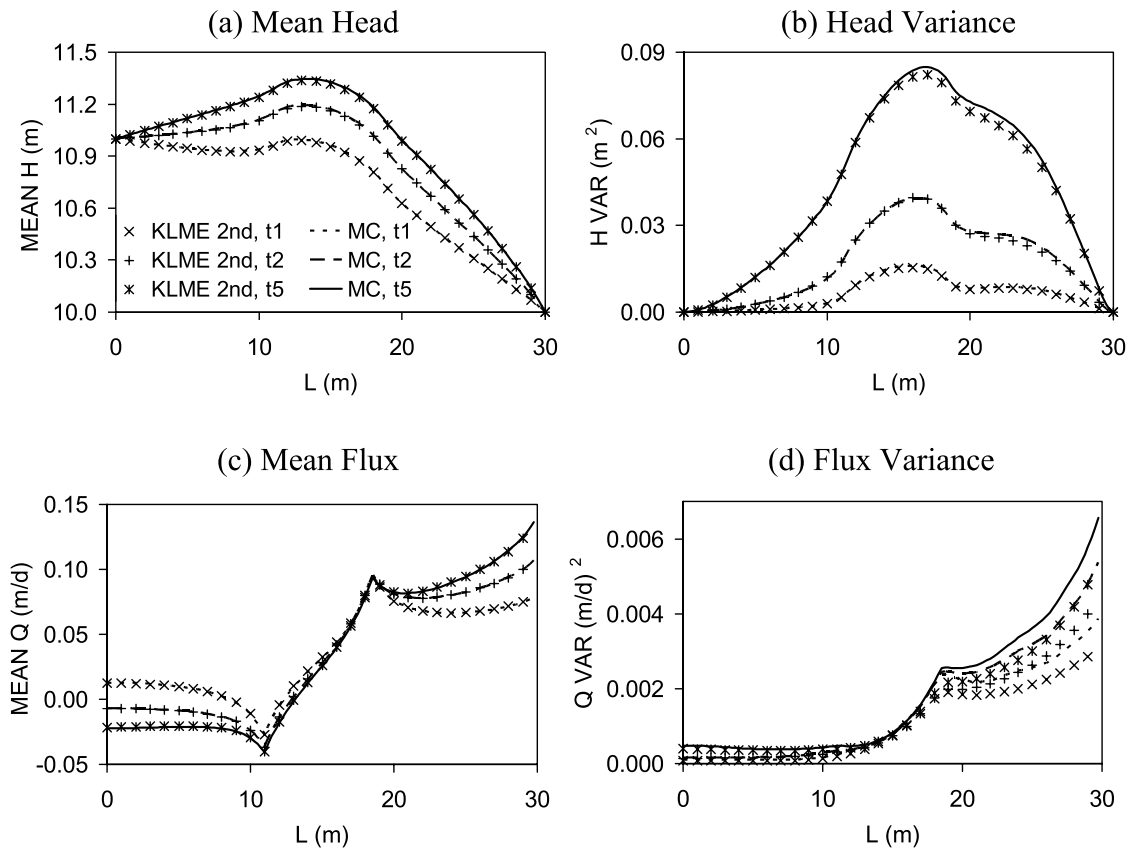 (a) Mean Head
(b) Head Variance
11.5
11.2
10.9
10.6
10.3
10.0
MEAN H (m)
KLME 2nd, t1
MC, t1
KLME 2nd, t2
MC, t2
KLME 2nd, t5
MC, t5
0 10 20 30
L (m)
0.09
0.06
0.03
0.00
H VAR (m²)
0 10 20 30
L (m)
(c) Mean Flux
(d) Flux Variance
0.15
0.10
0.05
0.00
-0.05
MEAN Q (m/d)
0 10 20 30
L (m)
0.006
0.004
0.002
0.000
Q VAR (m/d)²
0 10 20 30
L (m)